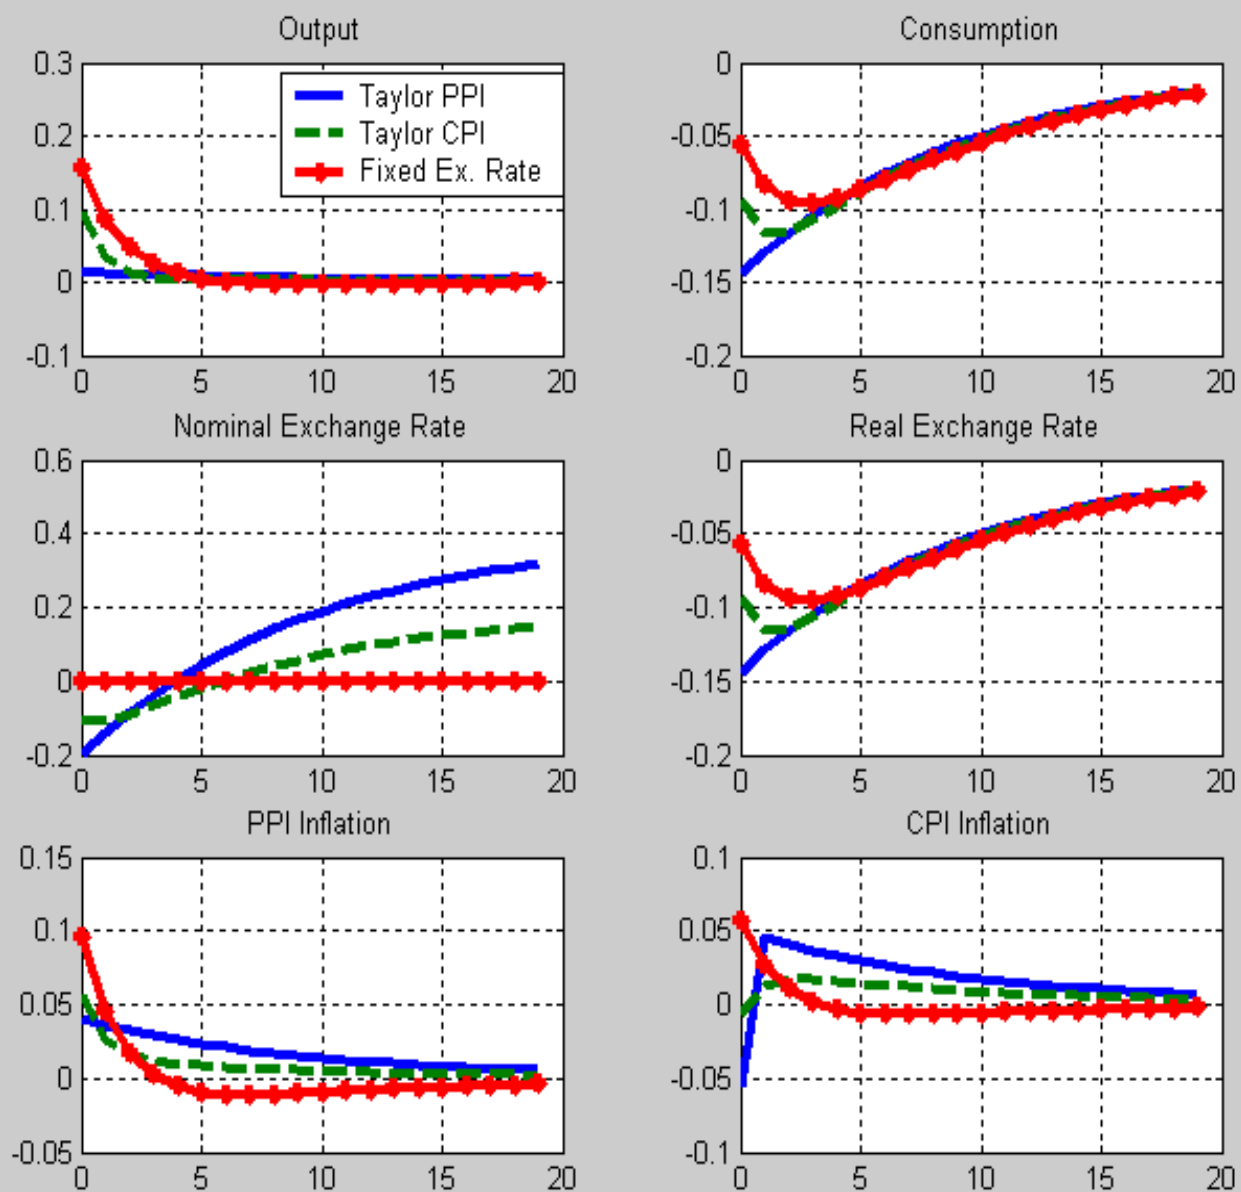 Output
0.3
0.2
0.1
0
-0.1
0 5 10 15 20
Taylor PPI
Taylor CPI
Fixed Ex. Rate
Consumption
0
-0.05
-0.1
-0.15
-0.2
0 5 10 15 20
Nominal Exchange Rate
0.6
0.4
0.2
0
-0.2
0 5 10 15 20
Real Exchange Rate
0
-0.05
-0.1
-0.15
-0.2
0 5 10 15 20
PPI Inflation
0.15
0.1
0.05
0
-0.05
0 5 10 15 20
CPI Inflation
0.1
0.05
0
-0.05
-0.1
0 5 10 15 20